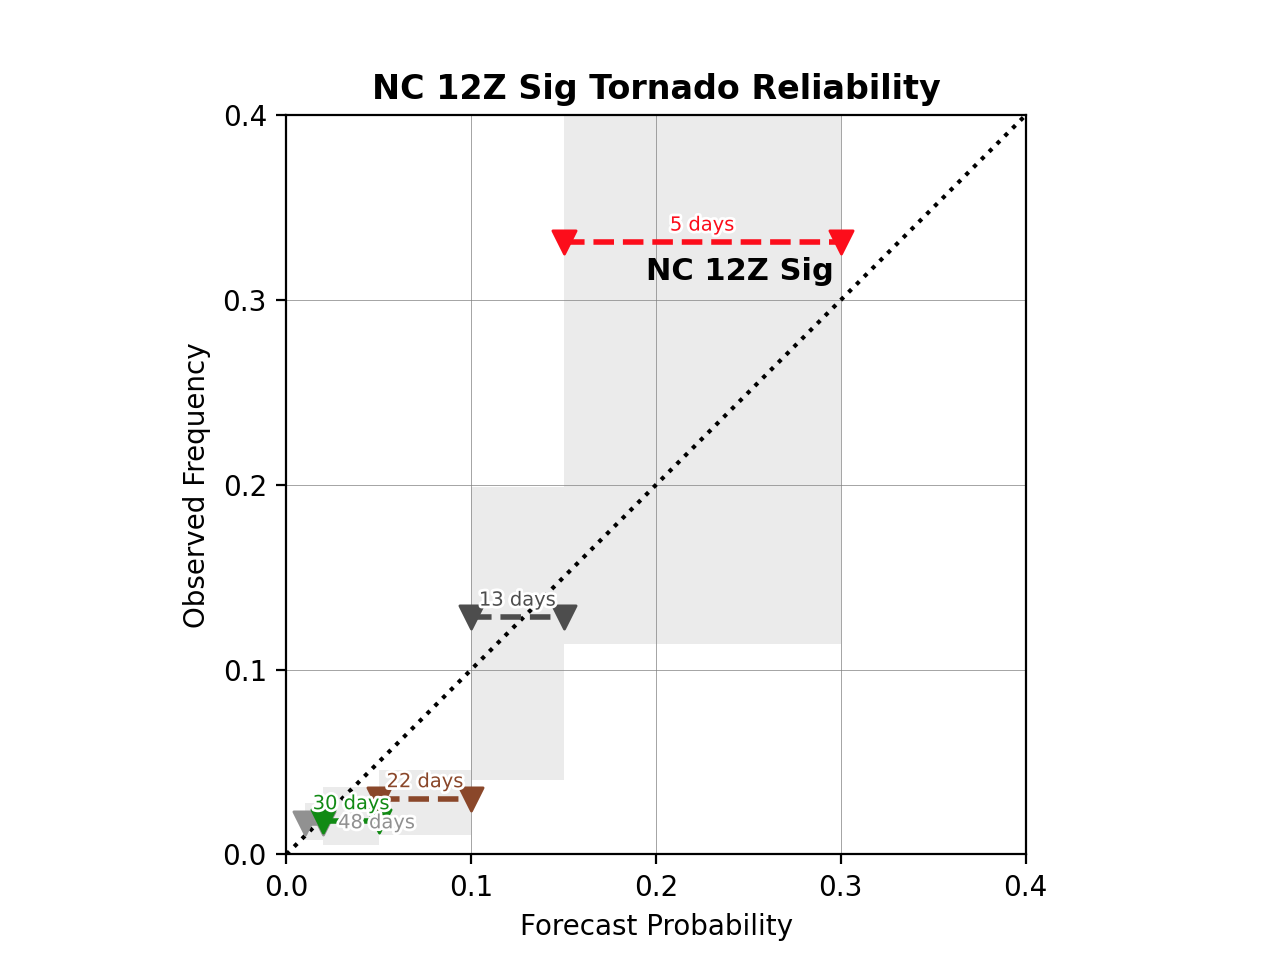 NC 12Z Sig Tornado Reliability
0.4
5 days
NC 12Z Sig
0.3
Observed Frequency
0.2
13 days
0.1
22 days
30 days
48 days
0.0
0.0 0.1 0.2 0.3 0.4
Forecast Probability